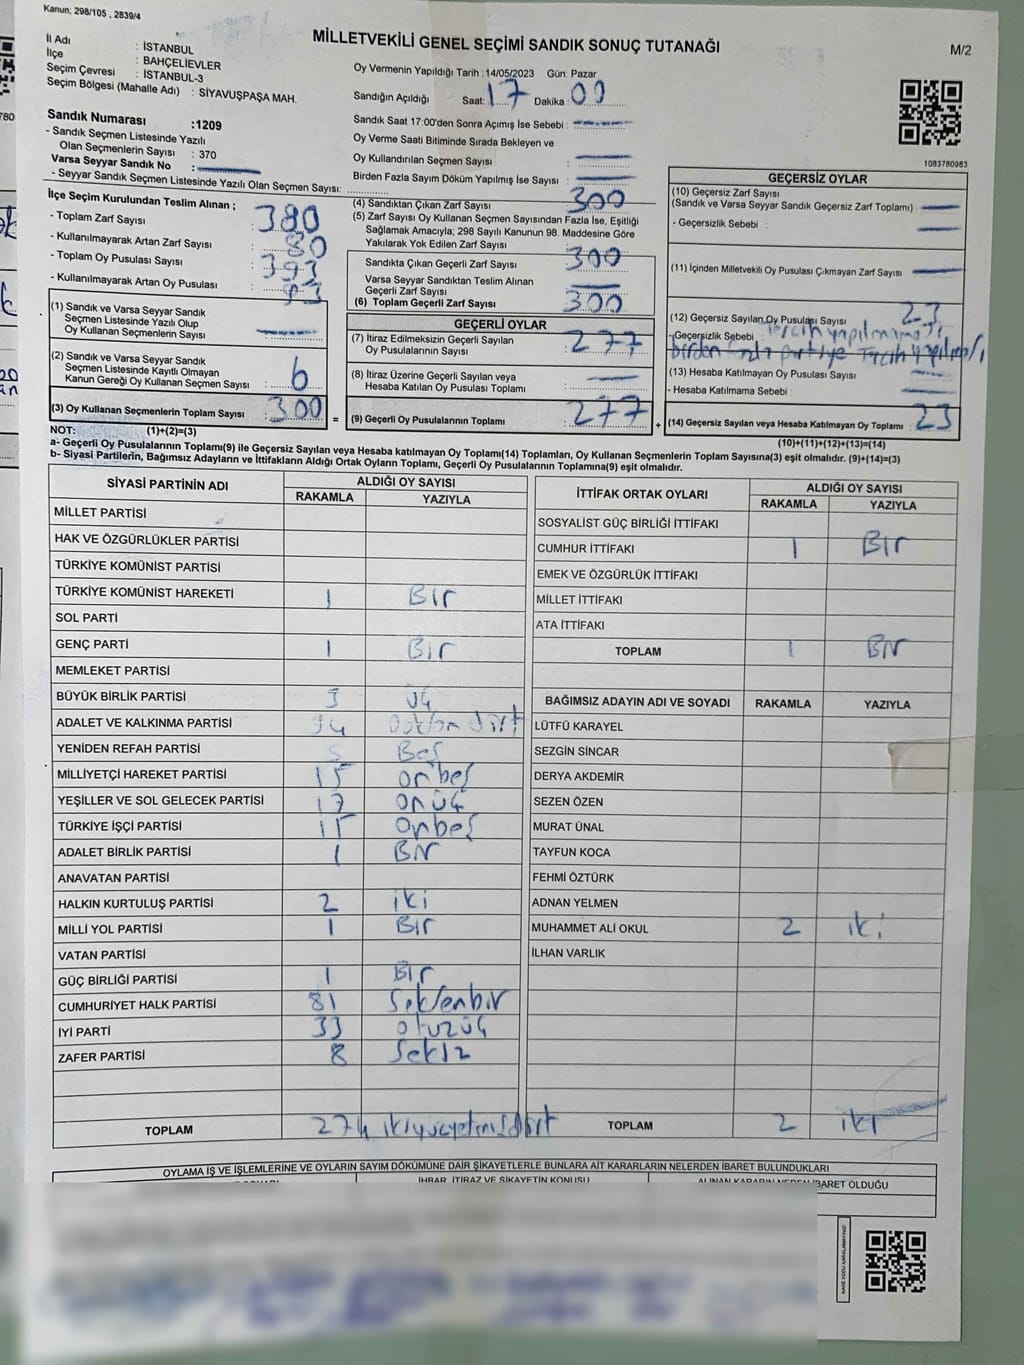 Kanun; 298/105 , 2839/4
MİLLETVEKİLİ GENEL SEÇİMİ SANDIK SONUÇ TUTANAĞI
M/2
İl Adı : İSTANBUL
İlçe : BAHÇELİEVLER
Seçim Çevresi : İSTANBUL-3
Seçim Bölgesi (Mahalle Adı) : SİYAVUŞPAŞA MAH.
Oy Vermenin Yapıldığı Tarih :14/05/2023 Gün: Pazar
Sandığın Açıldığı Saat: 17 Dakika : 00
Sandık Saat 17:00'den Sonra Açımış İse Sebebi :
Oy Verme Saati Bitiminde Sırada Bekleyen ve
Oy Kullandırılan Seçmen Sayısı :
Birden Fazla Sayım Döküm Yapılmış İse Sayısı :
1083780983
Sandık Numarası :1209
- Sandık Seçmen Listesinde Yazılı
Olan Seçmenlerin Sayısı : 370
Varsa Seyyar Sandık No :
- Seyyar Sandık Seçmen Listesinde Yazılı Olan Seçmen Sayısı:
İlçe Seçim Kurulundan Teslim Alınan ;
- Toplam Zarf Sayısı : 380
- Kullanılmayarak Artan Zarf Sayısı : 80
- Toplam Oy Pusulası Sayısı : 393
- Kullanılmayarak Artan Oy Pusulası : 93
(1) Sandık ve Varsa Seyyar Sandık
Seçmen Listesinde Yazılı Olup
Oy Kullanan Seçmenlerin Sayısı :
(2) Sandık ve Varsa Seyyar Sandık
Seçmen Listesinde Kayıtlı Olmayan
Kanun Gereği Oy Kullanan Seçmen Sayısı : 6
(3) Oy Kullanan Seçmenlerin Toplam Sayısı : 300
(4) Sandıktan Çıkan Zarf Sayısı : 300
(5) Zarf Sayısı Oy Kullanan Seçmen Sayısından Fazla İse, Eşitliği
Sağlamak Amacıyla; 298 Sayılı Kanunun 98. Maddesine Göre
Yakılarak Yok Edilen Zarf Sayısı :
Sandıkta Çıkan Geçerli Zarf Sayısı : 300
Varsa Seyyar Sandıktan Teslim Alınan
Geçerli Zarf Sayısı :
(6) Toplam Geçerli Zarf Sayısı : 300
GEÇERLİ OYLAR
(7) İtiraz Edilmeksizin Geçerli Sayılan
Oy Pusulalarının Sayısı : 277
(8) İtiraz Üzerine Geçerli Sayılan veya
Hesaba Katılan Oy Pusulası Toplamı :
= (9) Geçerli Oy Pusulalarının Toplamı : 277
GEÇERSİZ OYLAR
(10) Geçersiz Zarf Sayısı
(Sandık ve Varsa Seyyar Sandık Geçersiz Zarf Toplamı) :
- Geçersizlik Sebebi :
(11) İçinden Milletvekili Oy Pusulası Çıkmayan Zarf Sayısı :
(12) Geçersiz Sayılan Oy Pusulası Sayısı : 23
-Geçersizlik Sebebi : Tercih yapılmaması,
birden fazla partiye Tercih yapılması
(13) Hesaba Katılmayan Oy Pusulası Sayısı :
- Hesaba Katılmama Sebebi :
+ (14) Geçersiz Sayılan veya Hesaba Katılmayan Oy Toplamı : 23
NOT: (1)+(2)=(3)
(10)+(11)+(12)+(13)=(14)
a- Geçerli Oy Pusulalarının Toplamı(9) ile Geçersiz Sayılan veya Hesaba katılmayan Oy Toplamı(14) Toplamları, Oy Kullanan Seçmenlerin Toplam Sayısına(3) eşit olmalıdır. (9)+(14)=(3)
b- Siyasi Partilerin, Bağımsız Adayların ve İttifakların Aldığı Ortak Oyların Toplamı, Geçerli Oy Pusulalarının Toplamına(9) eşit olmalıdır.
SİYASİ PARTİNİN ADI ALDIĞI OY SAYISI
RAKAMLA YAZIYLA
MİLLET PARTİSİ
HAK VE ÖZGÜRLÜKLER PARTİSİ
TÜRKİYE KOMÜNİST PARTİSİ
TÜRKİYE KOMÜNİST HAREKETİ 1 Bir
SOL PARTİ
GENÇ PARTİ 1 Bir
MEMLEKET PARTİSİ
BÜYÜK BİRLİK PARTİSİ 3 üç
ADALET VE KALKINMA PARTİSİ 94 doksandört
YENİDEN REFAH PARTİSİ 5 Beş
MİLLİYETÇİ HAREKET PARTİSİ 15 onbeş
YEŞİLLER VE SOL GELECEK PARTİSİ 13 onüç
TÜRKİYE İŞÇİ PARTİSİ 15 onbeş
ADALET BİRLİK PARTİSİ 1 Bir
ANAVATAN PARTİSİ
HALKIN KURTULUŞ PARTİSİ 2 iki
MİLLİ YOL PARTİSİ 1 Bir
VATAN PARTİSİ
GÜÇ BİRLİĞİ PARTİSİ 1 Bir
CUMHURİYET HALK PARTİSİ 81 Seksenbir
İYİ PARTİ 33 otuzüç
ZAFER PARTİSİ 8 Sekiz
TOPLAM 274 ikiyüzyetmişdört
İTTİFAK ORTAK OYLARI ALDIĞI OY SAYISI
RAKAMLA YAZIYLA
SOSYALİST GÜÇ BİRLİĞİ İTTİFAKI
CUMHUR İTTİFAKI 1 Bir
EMEK VE ÖZGÜRLÜK İTTİFAKI
MİLLET İTTİFAKI
ATA İTTİFAKI
TOPLAM 1 Bir
BAĞIMSIZ ADAYIN ADI VE SOYADI RAKAMLA YAZIYLA
LÜTFÜ KARAYEL
SEZGİN SİNCAR
DERYA AKDEMİR
SEZEN ÖZEN
MURAT ÜNAL
TAYFUN KOCA
FEHMİ ÖZTÜRK
ADNAN YELMEN
MUHAMMET ALİ OKUL 2 iki
İLHAN VARLIK
TOPLAM 2 iki
OYLAMA İŞ VE İŞLEMLERİNE VE OYLARIN SAYIM DÖKÜMÜNE DAİR ŞİKAYETLERLE BUNLARA AİT KARARLARIN NELERDEN İBARET BULUNDUKLARI
İHBAR, İTİRAZ VE ŞİKAYETİN KONUSU
ALINAN KARARIN NEDEN İBARET OLDUĞU